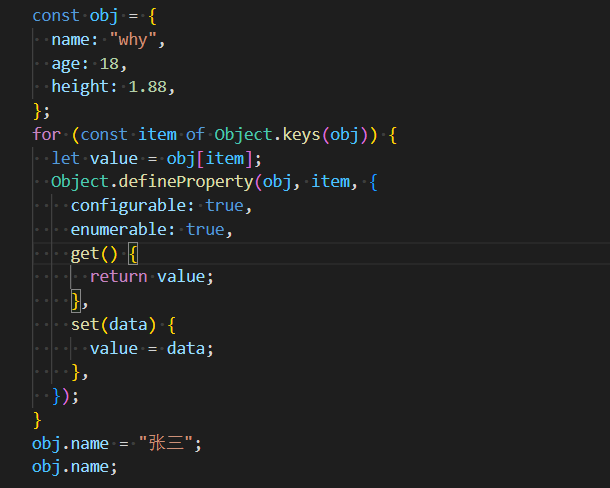 const obj = {
  name: "why",
  age: 18,
  height: 1.88,
};
for (const item of Object.keys(obj)) {
  let value = obj[item];
  Object.defineProperty(obj, item, {
    configurable: true,
    enumerable: true,
    get() {
      return value;
    },
    set(data) {
      value = data;
    },
  });
}
obj.name = "张三";
obj.name;